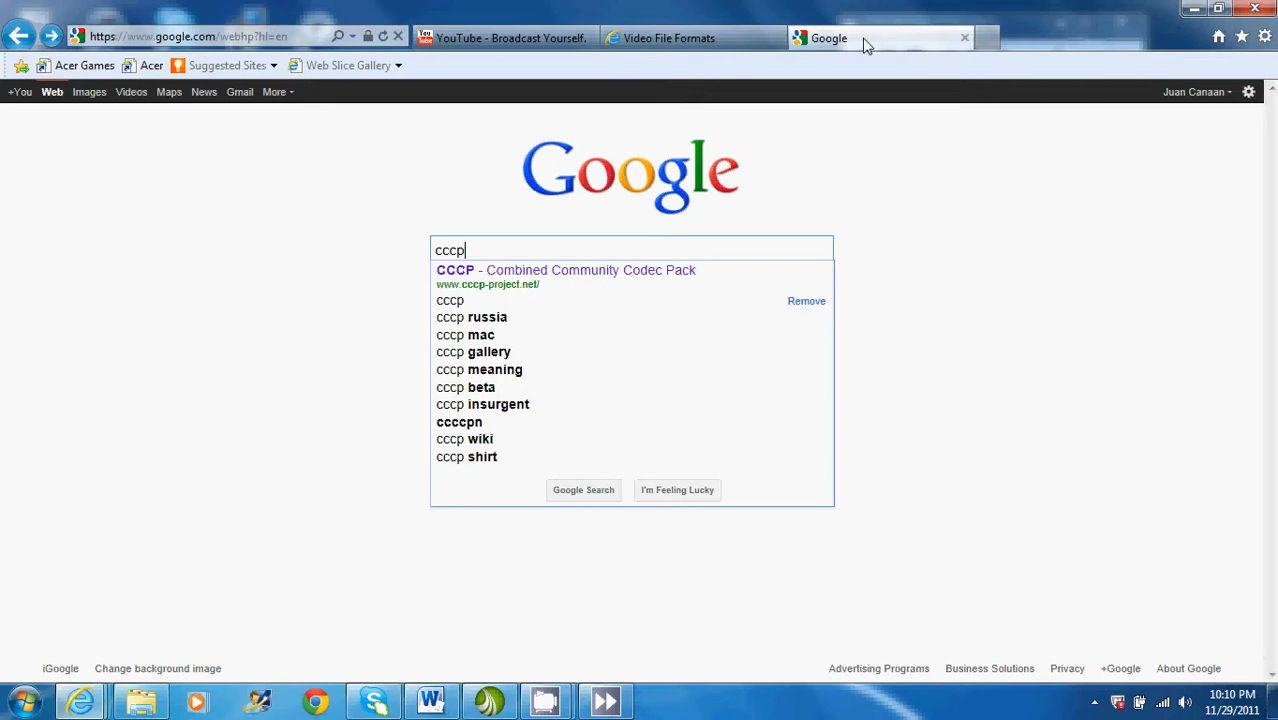 https://www.google.com/webhp?hl=en
YouTube - Broadcast Yourself.
Video File Formats
Google
Acer Games
Acer
Suggested Sites
Web Slice Gallery
+You Web Images Videos Maps News Gmail More
Juan Canaan
Google
cccp
CCCP - Combined Community Codec Pack
www.cccp-project.net/
cccp
Remove
cccp russia
cccp mac
cccp gallery
cccp meaning
cccp beta
cccp insurgent
ccccpn
cccp wiki
cccp shirt
Google Search
I'm Feeling Lucky
iGoogle
Change background image
Advertising Programs
Business Solutions
Privacy
+Google
About Google
10:10 PM
11/29/2011